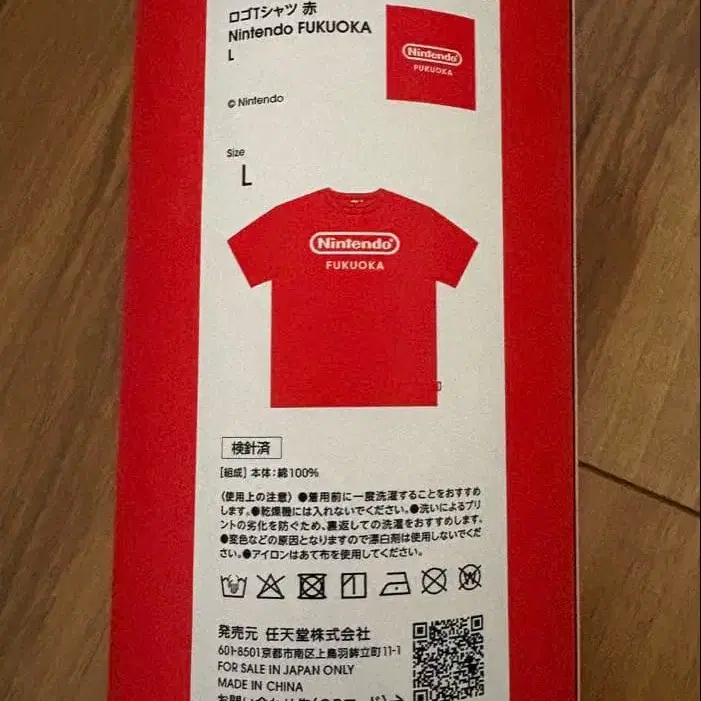 ロゴTシャツ 赤
Nintendo FUKUOKA
L
© Nintendo
Nintendo
FUKUOKA
Size
L
Nintendo
FUKUOKA
検針済
[組成] 本体:綿100%
〈使用上の注意〉●着用前に一度洗濯することをおすすめ
します。●乾燥機には入れないでください。●洗いによるプリ
ントの劣化を防ぐため、裏返しての洗濯をおすすめします。
●変色などの原因となりますので漂白剤は使用しないでくだ
さい。●アイロンはあて布を使用してください。
発売元 任天堂株式会社
601-8501京都市南区上鳥羽鉾立町11-1
FOR SALE IN JAPAN ONLY
MADE IN CHINA